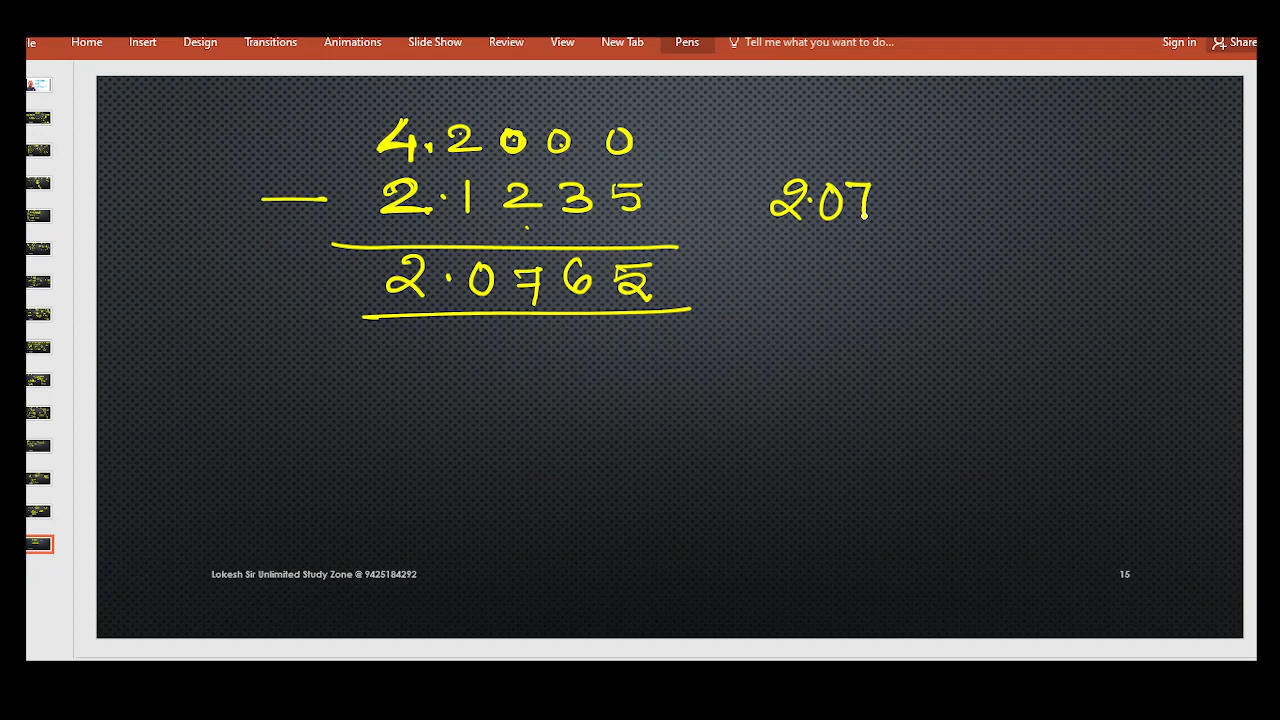 le Home Insert Design Transitions Animations Slide Show Review View New Tab Pens Tell me what you want to do... Sign in Share
4.2000
— 2.1235
2.07
2.0765
Lokesh Sir Unlimited Study Zone @ 9425184292
15